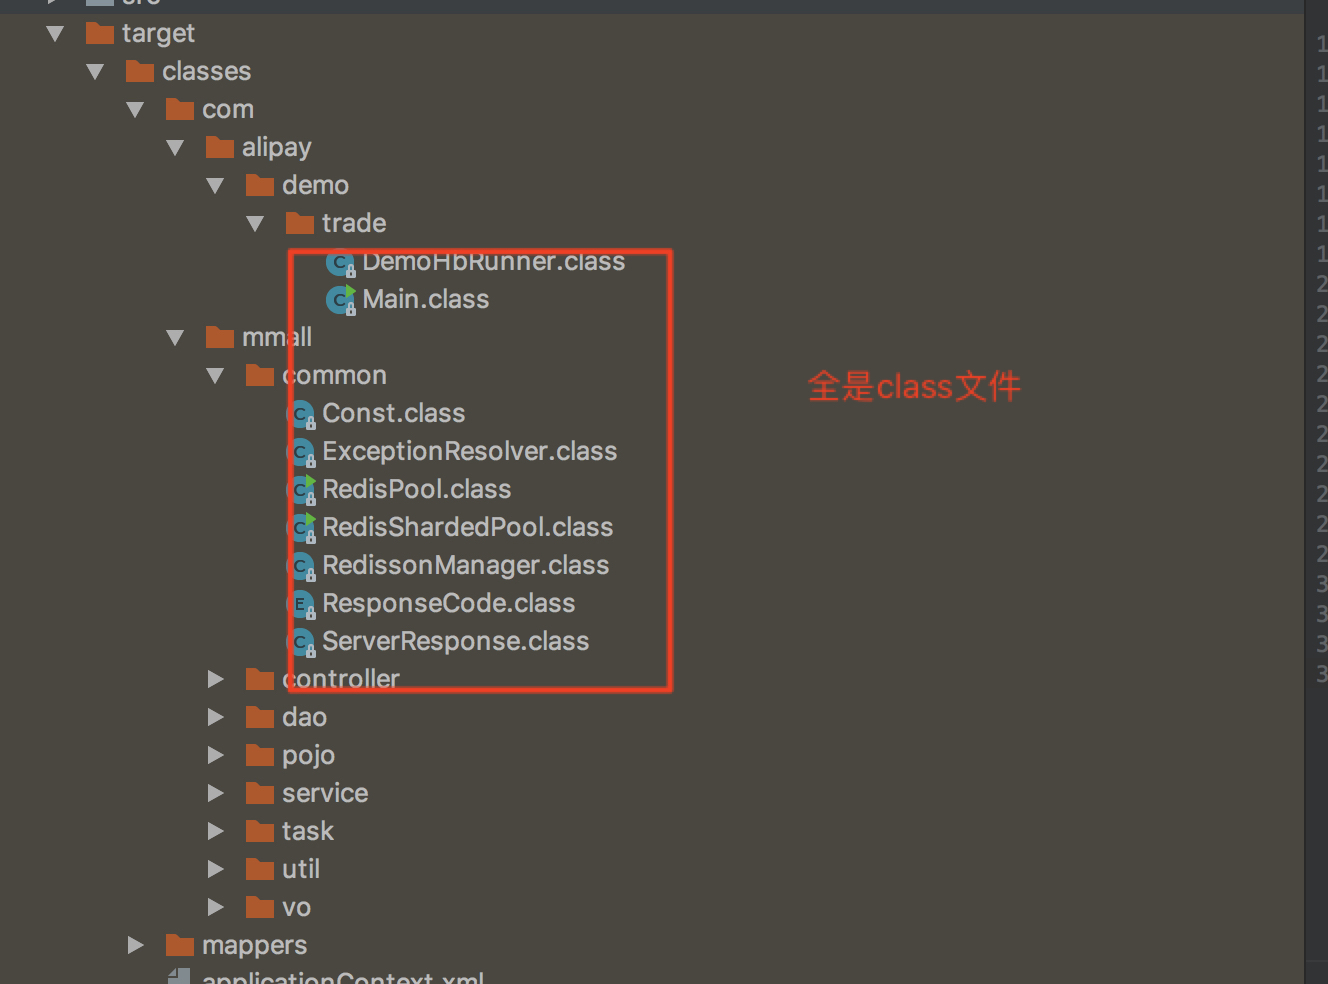 src
target
classes
com
alipay
demo
trade
DemoHbRunner.class
Main.class
mmall
common
全是class文件
Const.class
ExceptionResolver.class
RedisPool.class
RedisShardedPool.class
RedissonManager.class
ResponseCode.class
ServerResponse.class
controller
dao
pojo
service
task
util
vo
mappers
applicationContext.xml